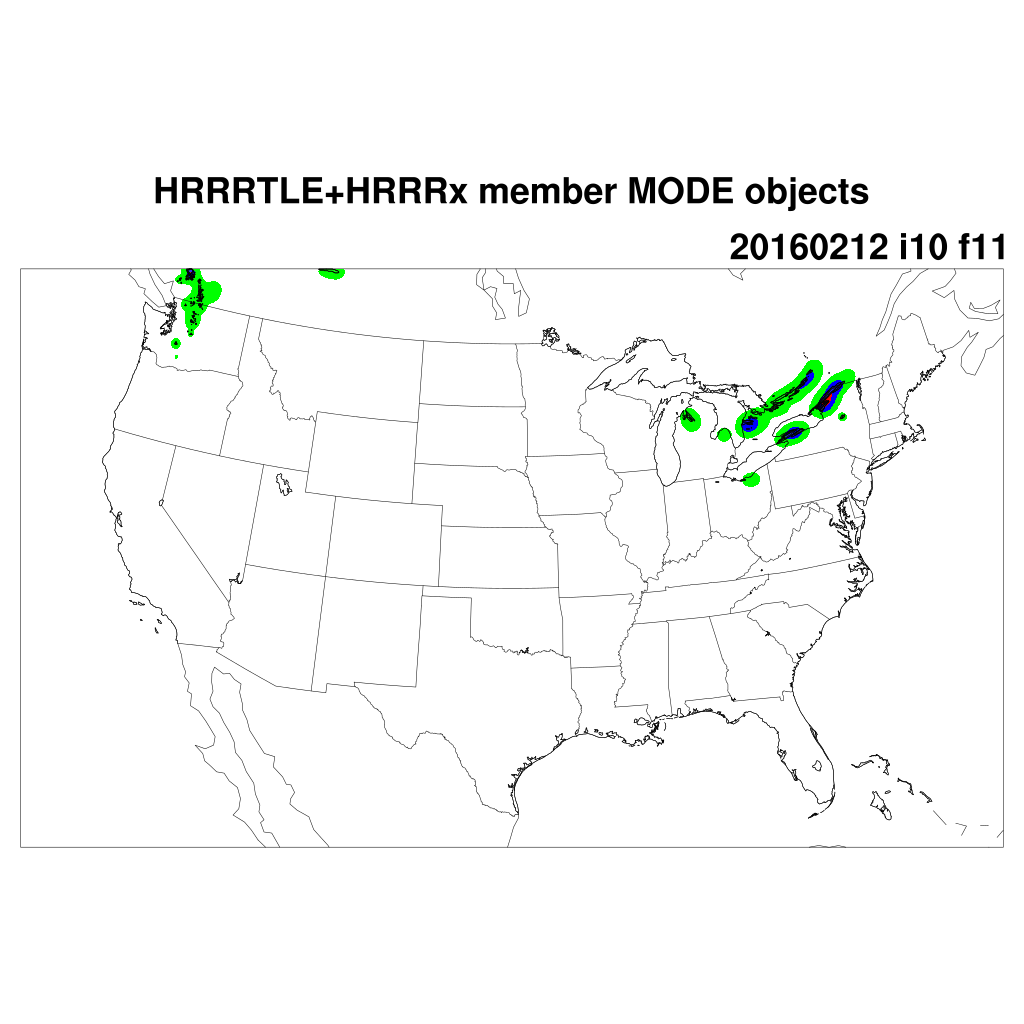 HRRRTLE+HRRRx member MODE objects
20160212 i10 f11